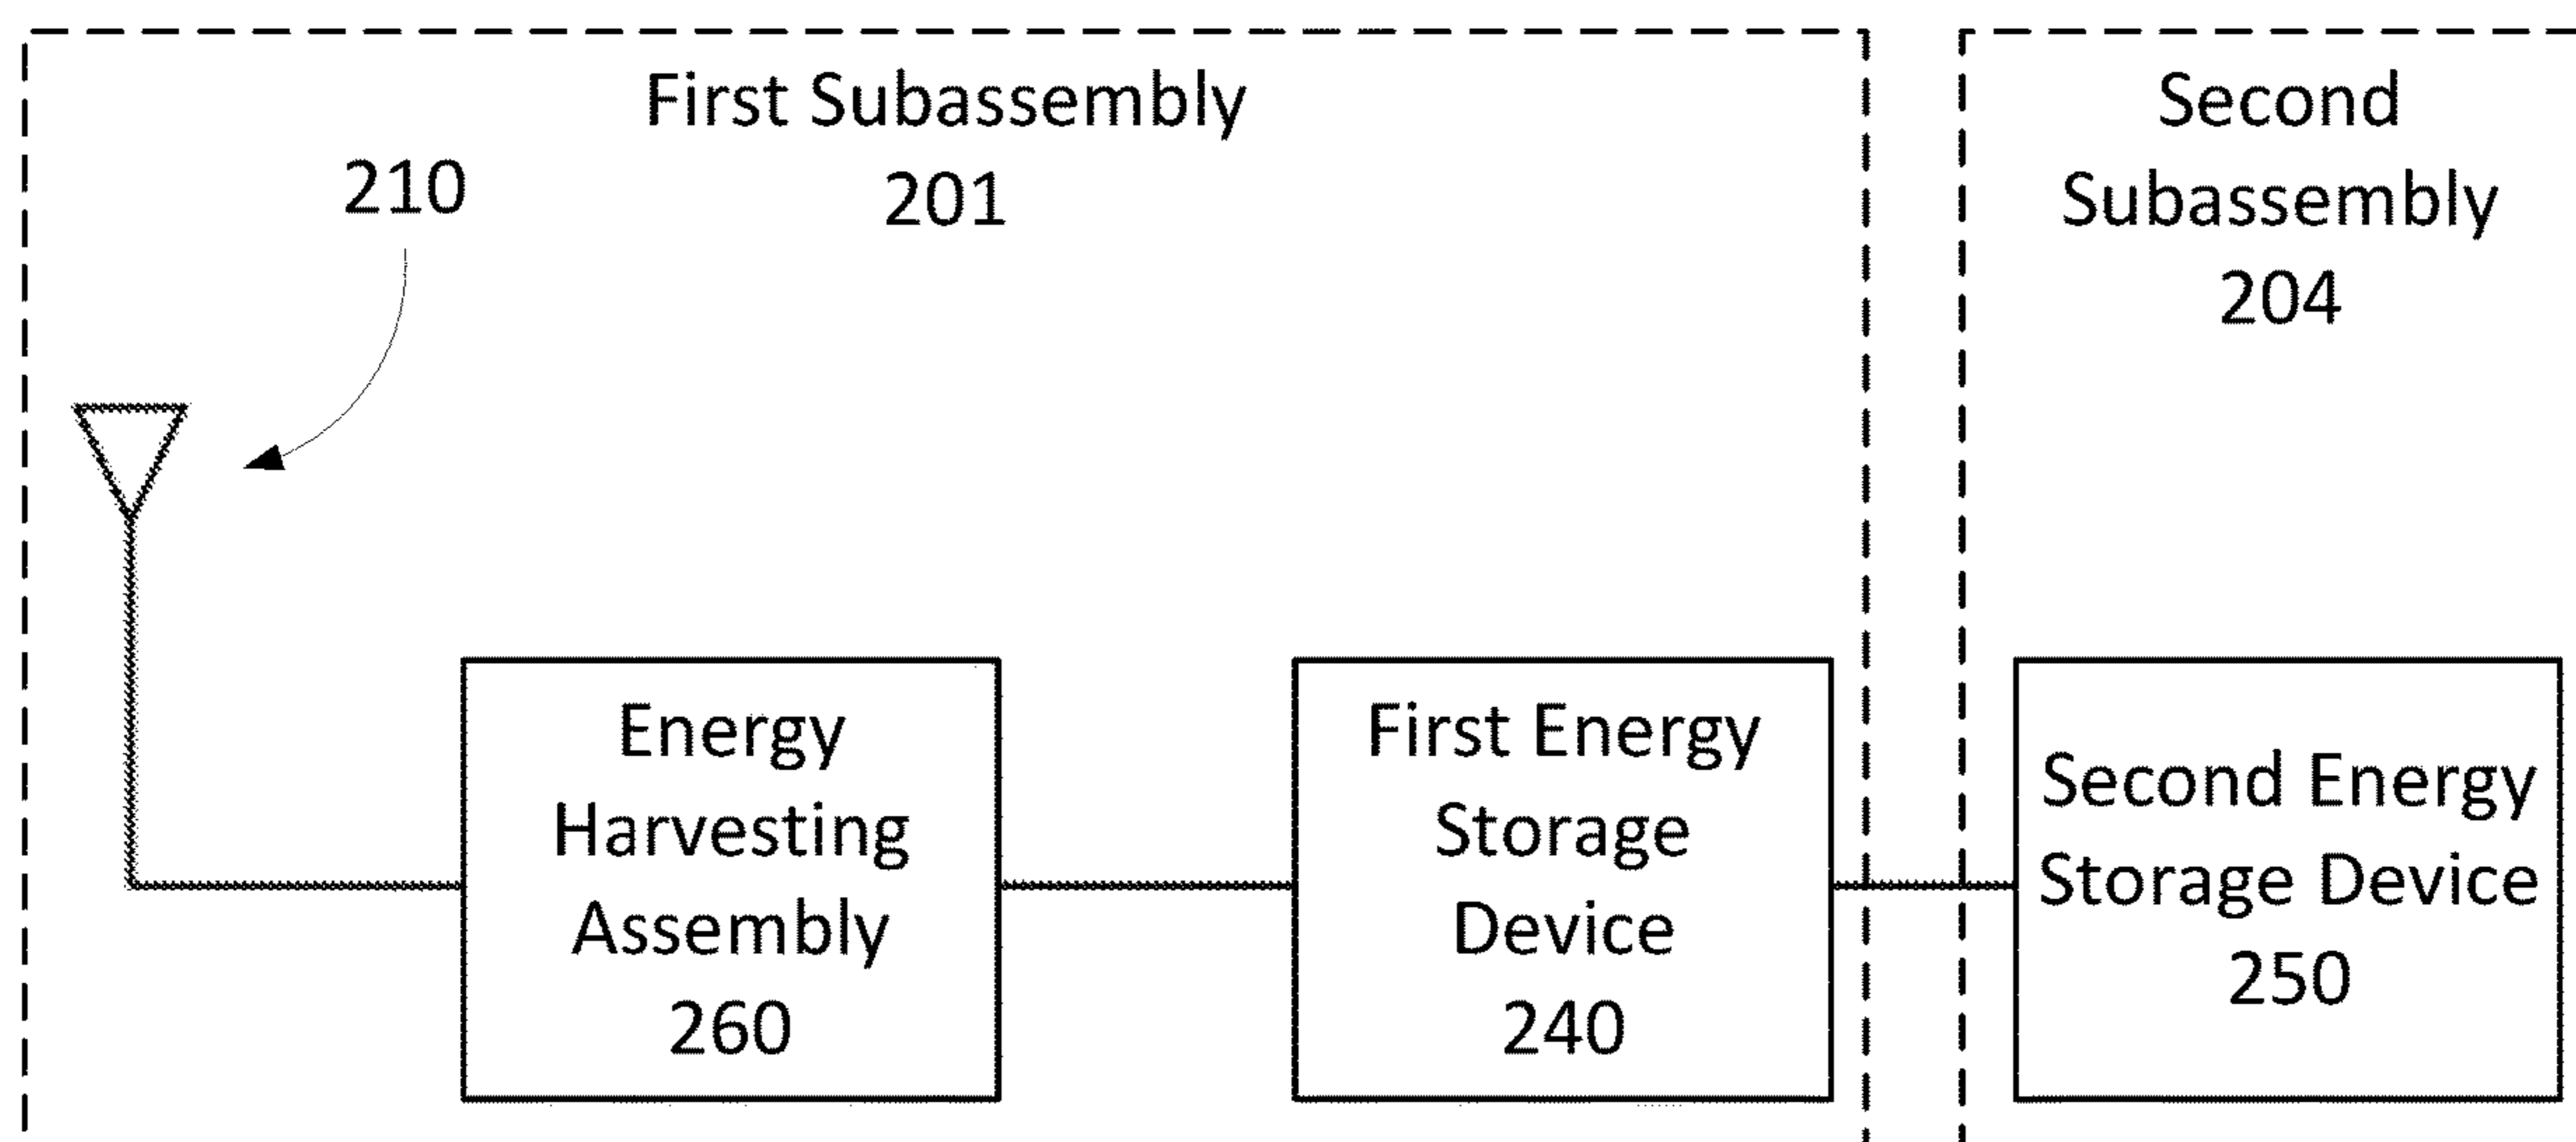 First Subassembly
201
210
Second
Subassembly
204
Energy
Harvesting
Assembly
260
First Energy
Storage
Device
240
Second Energy
Storage Device
250